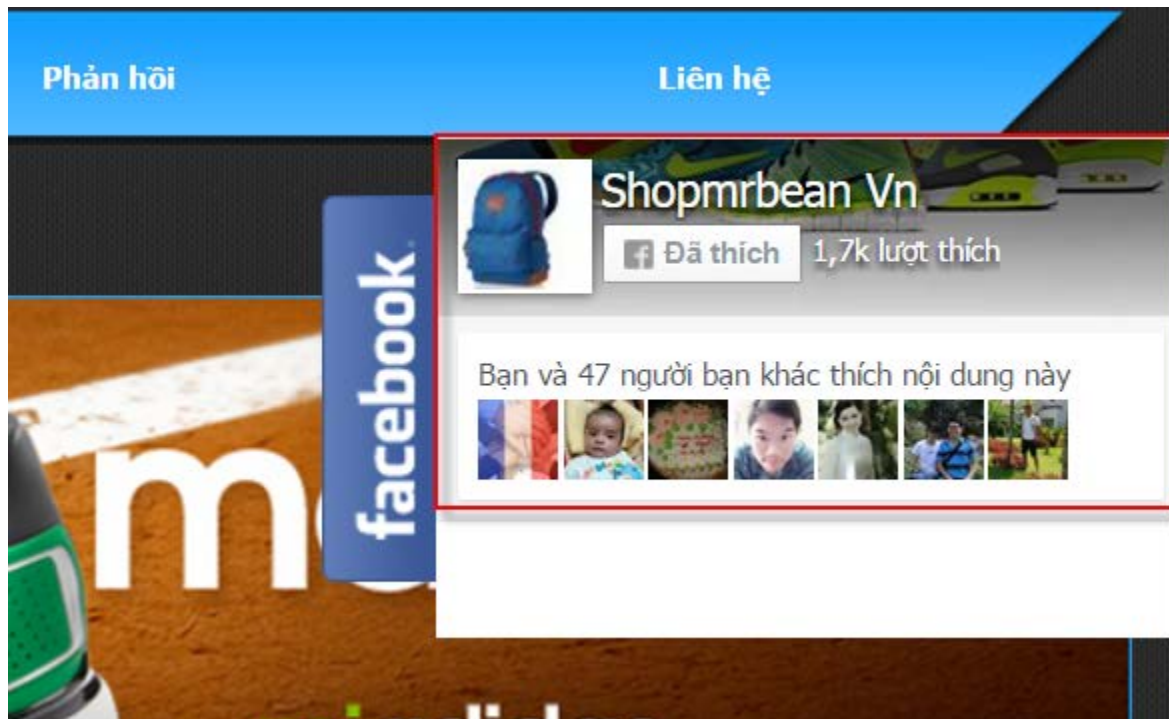 Phản hồi
Liên hệ
Shopmrbean Vn
Đã thích
1,7k lượt thích
facebook
Bạn và 47 người bạn khác thích nội dung này